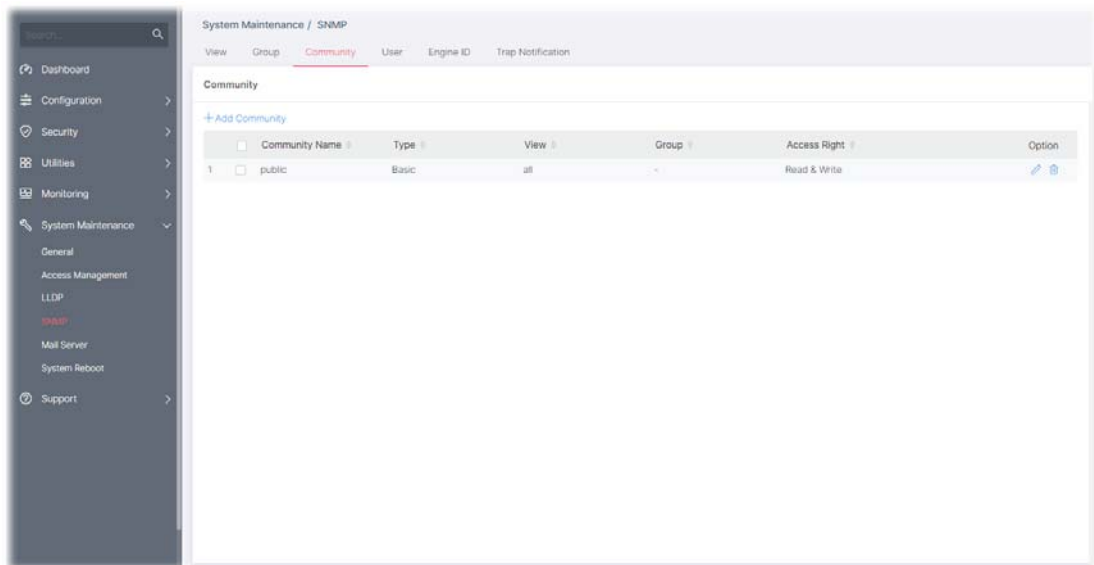 Search...
Dashboard
Configuration
Security
Utilities
Monitoring
System Maintenance
General
Access Management
LLDP
SNMP
Mail Server
System Reboot
Support
System Maintenance / SNMP
View Group Community User Engine ID Trap Notification
Community
+Add Community
Community Name Type View Group Access Right Option
1 public Basic all - Read & Write